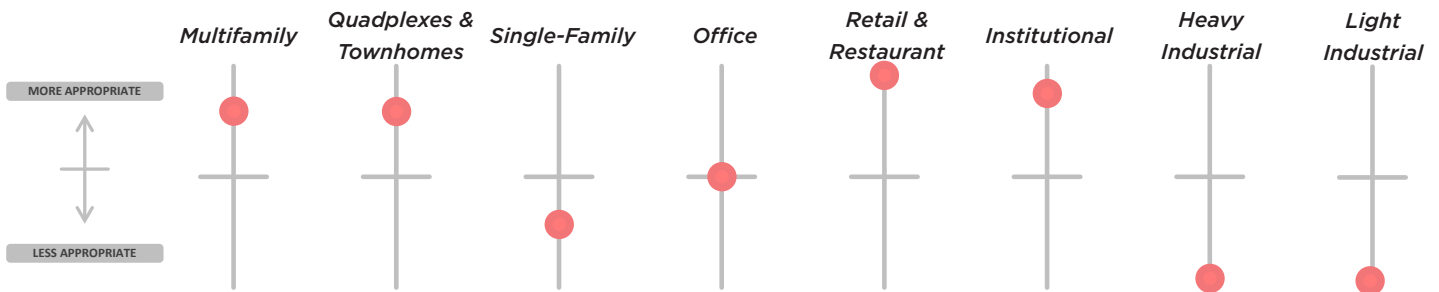 Multifamily
Quadplexes &
Townhomes
Single-Family
Office
Retail &
Restaurant
Institutional
Heavy
Industrial
Light
Industrial
MORE APPROPRIATE
LESS APPROPRIATE